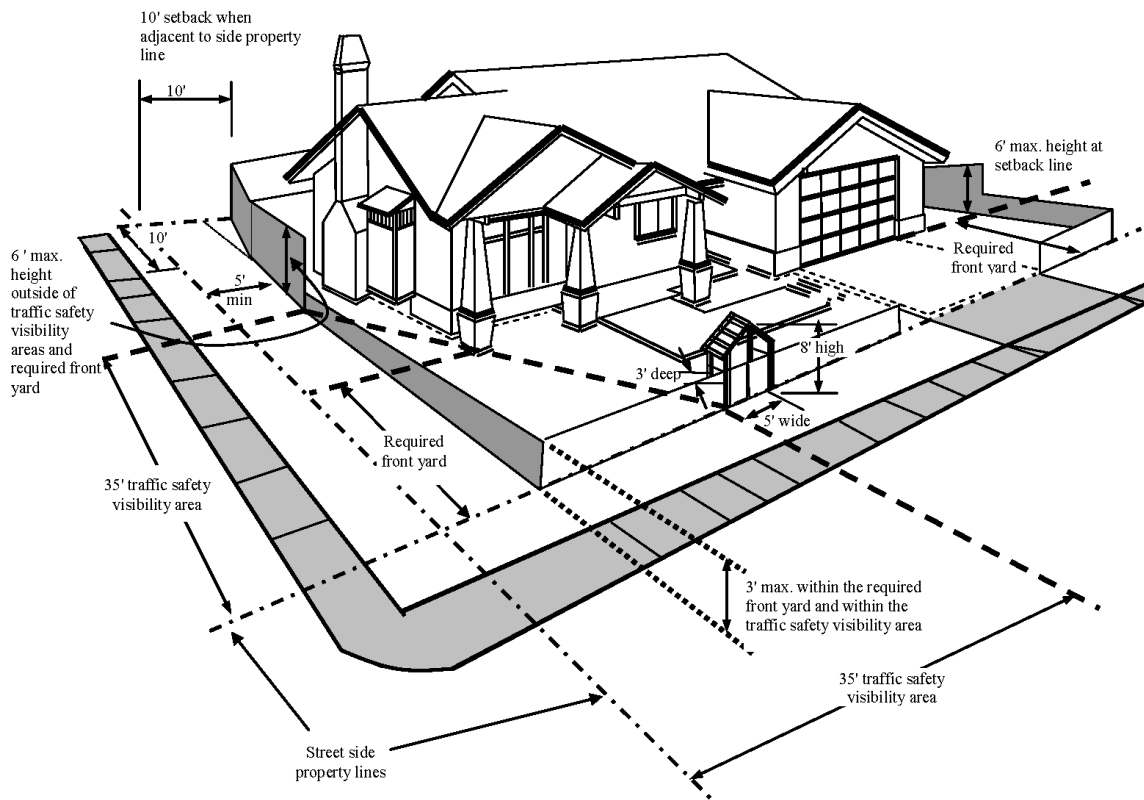 10' setback when
adjacent to side property
line
10'
6' max. height at
setback line
10'
5'
min
6 ' max.
height
outside of
traffic safety
visibility
areas and
required front
yard
Required
front yard
8' high
3' deep
5' wide
Required
front yard
35' traffic safety
visibility area
3' max. within the required
front yard and within the
traffic safety visibility area
35' traffic safety
visibility area
Street side
property lines